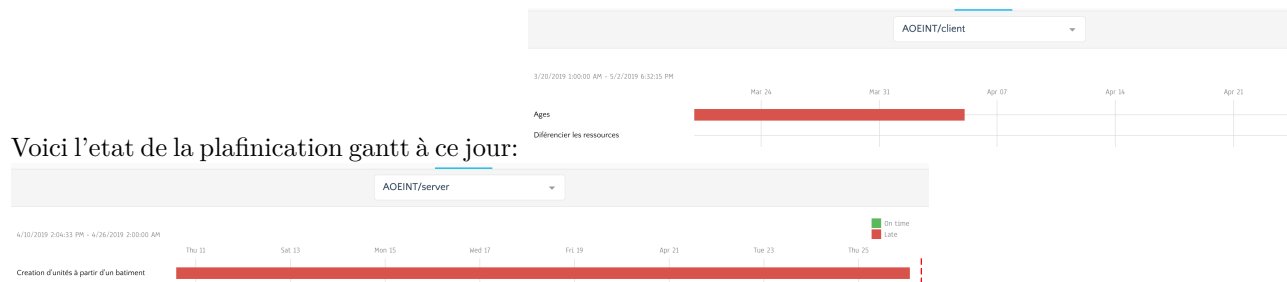 AOEINT/client
3/20/2019 1:00:00 AM - 5/2/2019 6:32:15 PM
Mar 24 Mar 31 Apr 07 Apr 14 Apr 21
Ages
Diférencier les ressources
Voici l'etat de la plafinication gantt à ce jour:
AOEINT/server
On time
Late
4/10/2019 2:04:33 PM - 4/26/2019 2:00:00 AM
Thu 11 Sat 13 Mon 15 Wed 17 Fri 19 Apr 21 Tue 23 Thu 25
Creation d'unités à partir d'un batiment